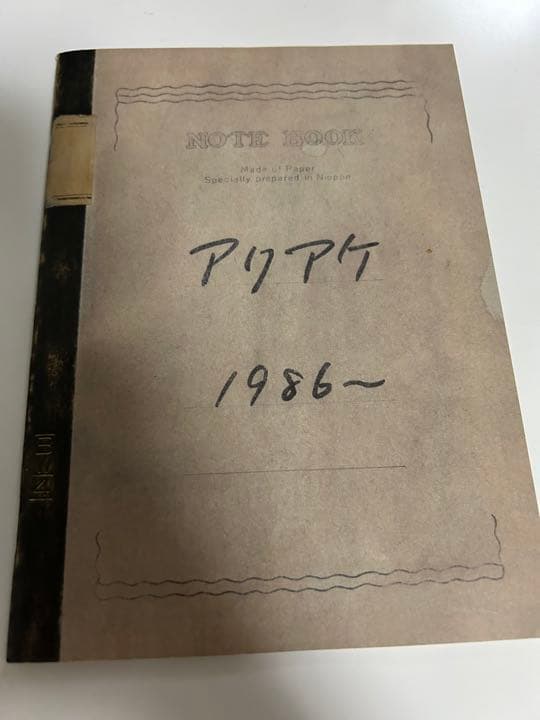 NOTE BOOK
Made of Paper
Specially prepared in Nippon
アリアケ
1986〜